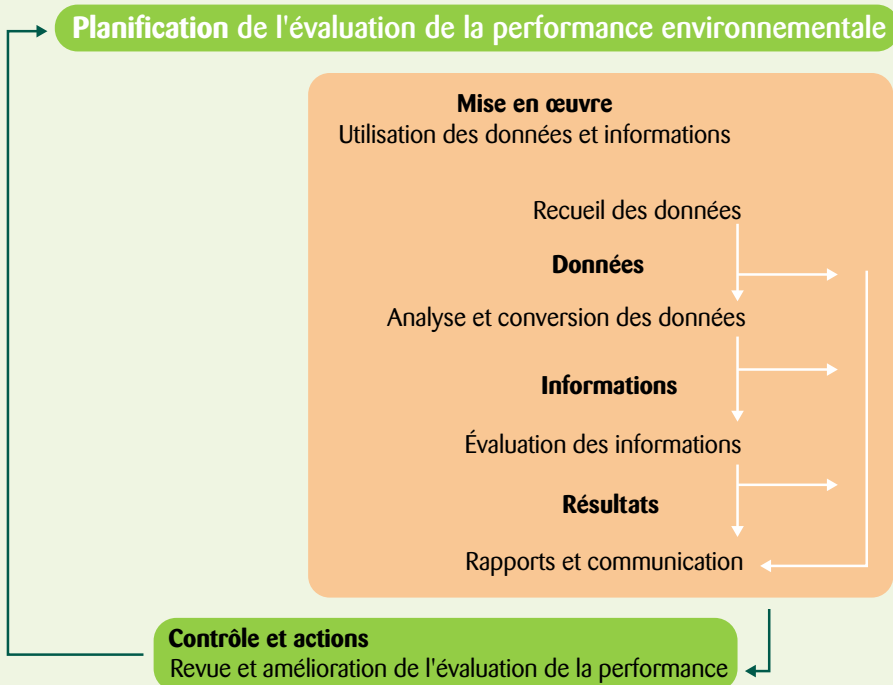 Planification de l'évaluation de la performance environnementale
Mise en œuvre
Utilisation des données et informations
Recueil des données
Données
Analyse et conversion des données
Informations
Évaluation des informations
Résultats
Rapports et communication
Contrôle et actions
Revue et amélioration de l'évaluation de la performance